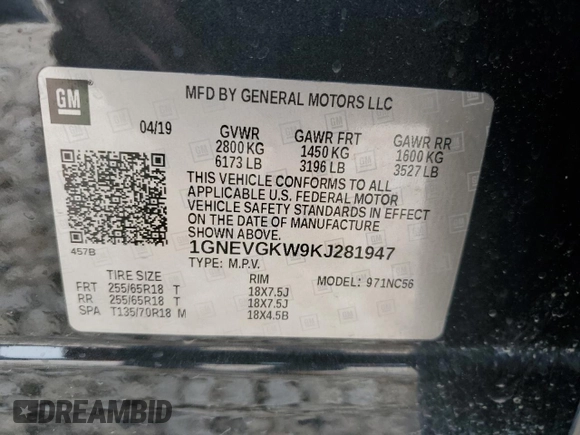 GM
MFD BY GENERAL MOTORS LLC
04/19 GVWR GAWR FRT GAWR RR
2800KG 1450 KG 1600 KG
6173 LB 3196 LB 3527 LB
THIS VEHICLE CONFORMS TO ALL
APPLICABLE U.S. FEDERAL MOTOR
VEHICLE SAFETY STANDARDS IN EFFECT
ON THE DATE OF MANUFACTURE
SHOWN ABOVE.
457B
1GNEVGKW9KJ281947
TYPE: M.P.V. MODEL: 971NC56
TIRE SIZE RIM
FRT 255/65R18 T 18X7.5J
RR 255/65R18 T 18X7.5J
SPA T135/70R18 M 18X4.5B
DREAMBID